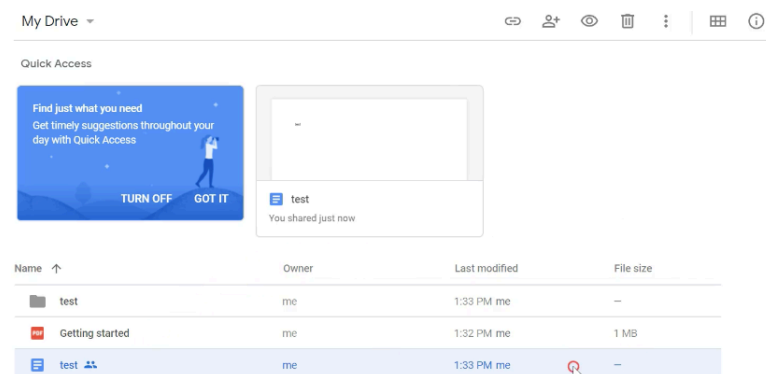 My Drive
Quick Access
Find just what you need
Get timely suggestions throughout your
day with Quick Access
TURN OFF GOT IT
test
You shared just now
Name Owner Last modified File size
test me 1:33 PM me —
PDF Getting started me 1:32 PM me 1 MB
test me 1:33 PM me —